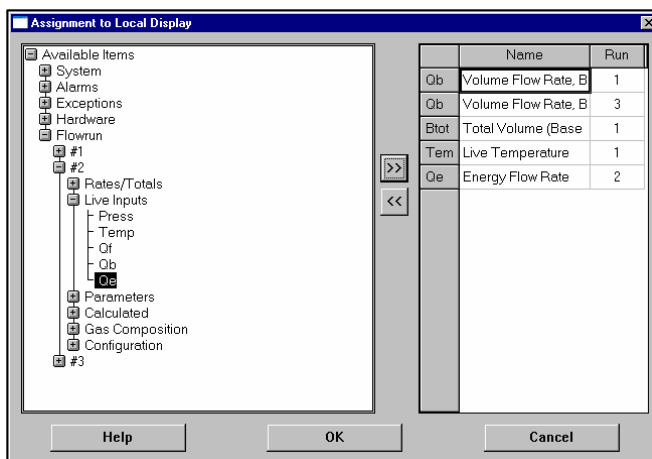 Assignment to Local Display
Available Items
System
Alarms
Exceptions
Hardware
Flowrun
#1
#2
Rates/Totals
Live Inputs
Press
Temp
Qf
Qb
Qe
Parameters
Calculated
Gas Composition
Configuration
#3
>>
<<
Name Run
Qb Volume Flow Rate, B 1
Qb Volume Flow Rate, B 3
Btot Total Volume (Base 1
Tem Live Temperature 1
Qe Energy Flow Rate 2
Help OK Cancel